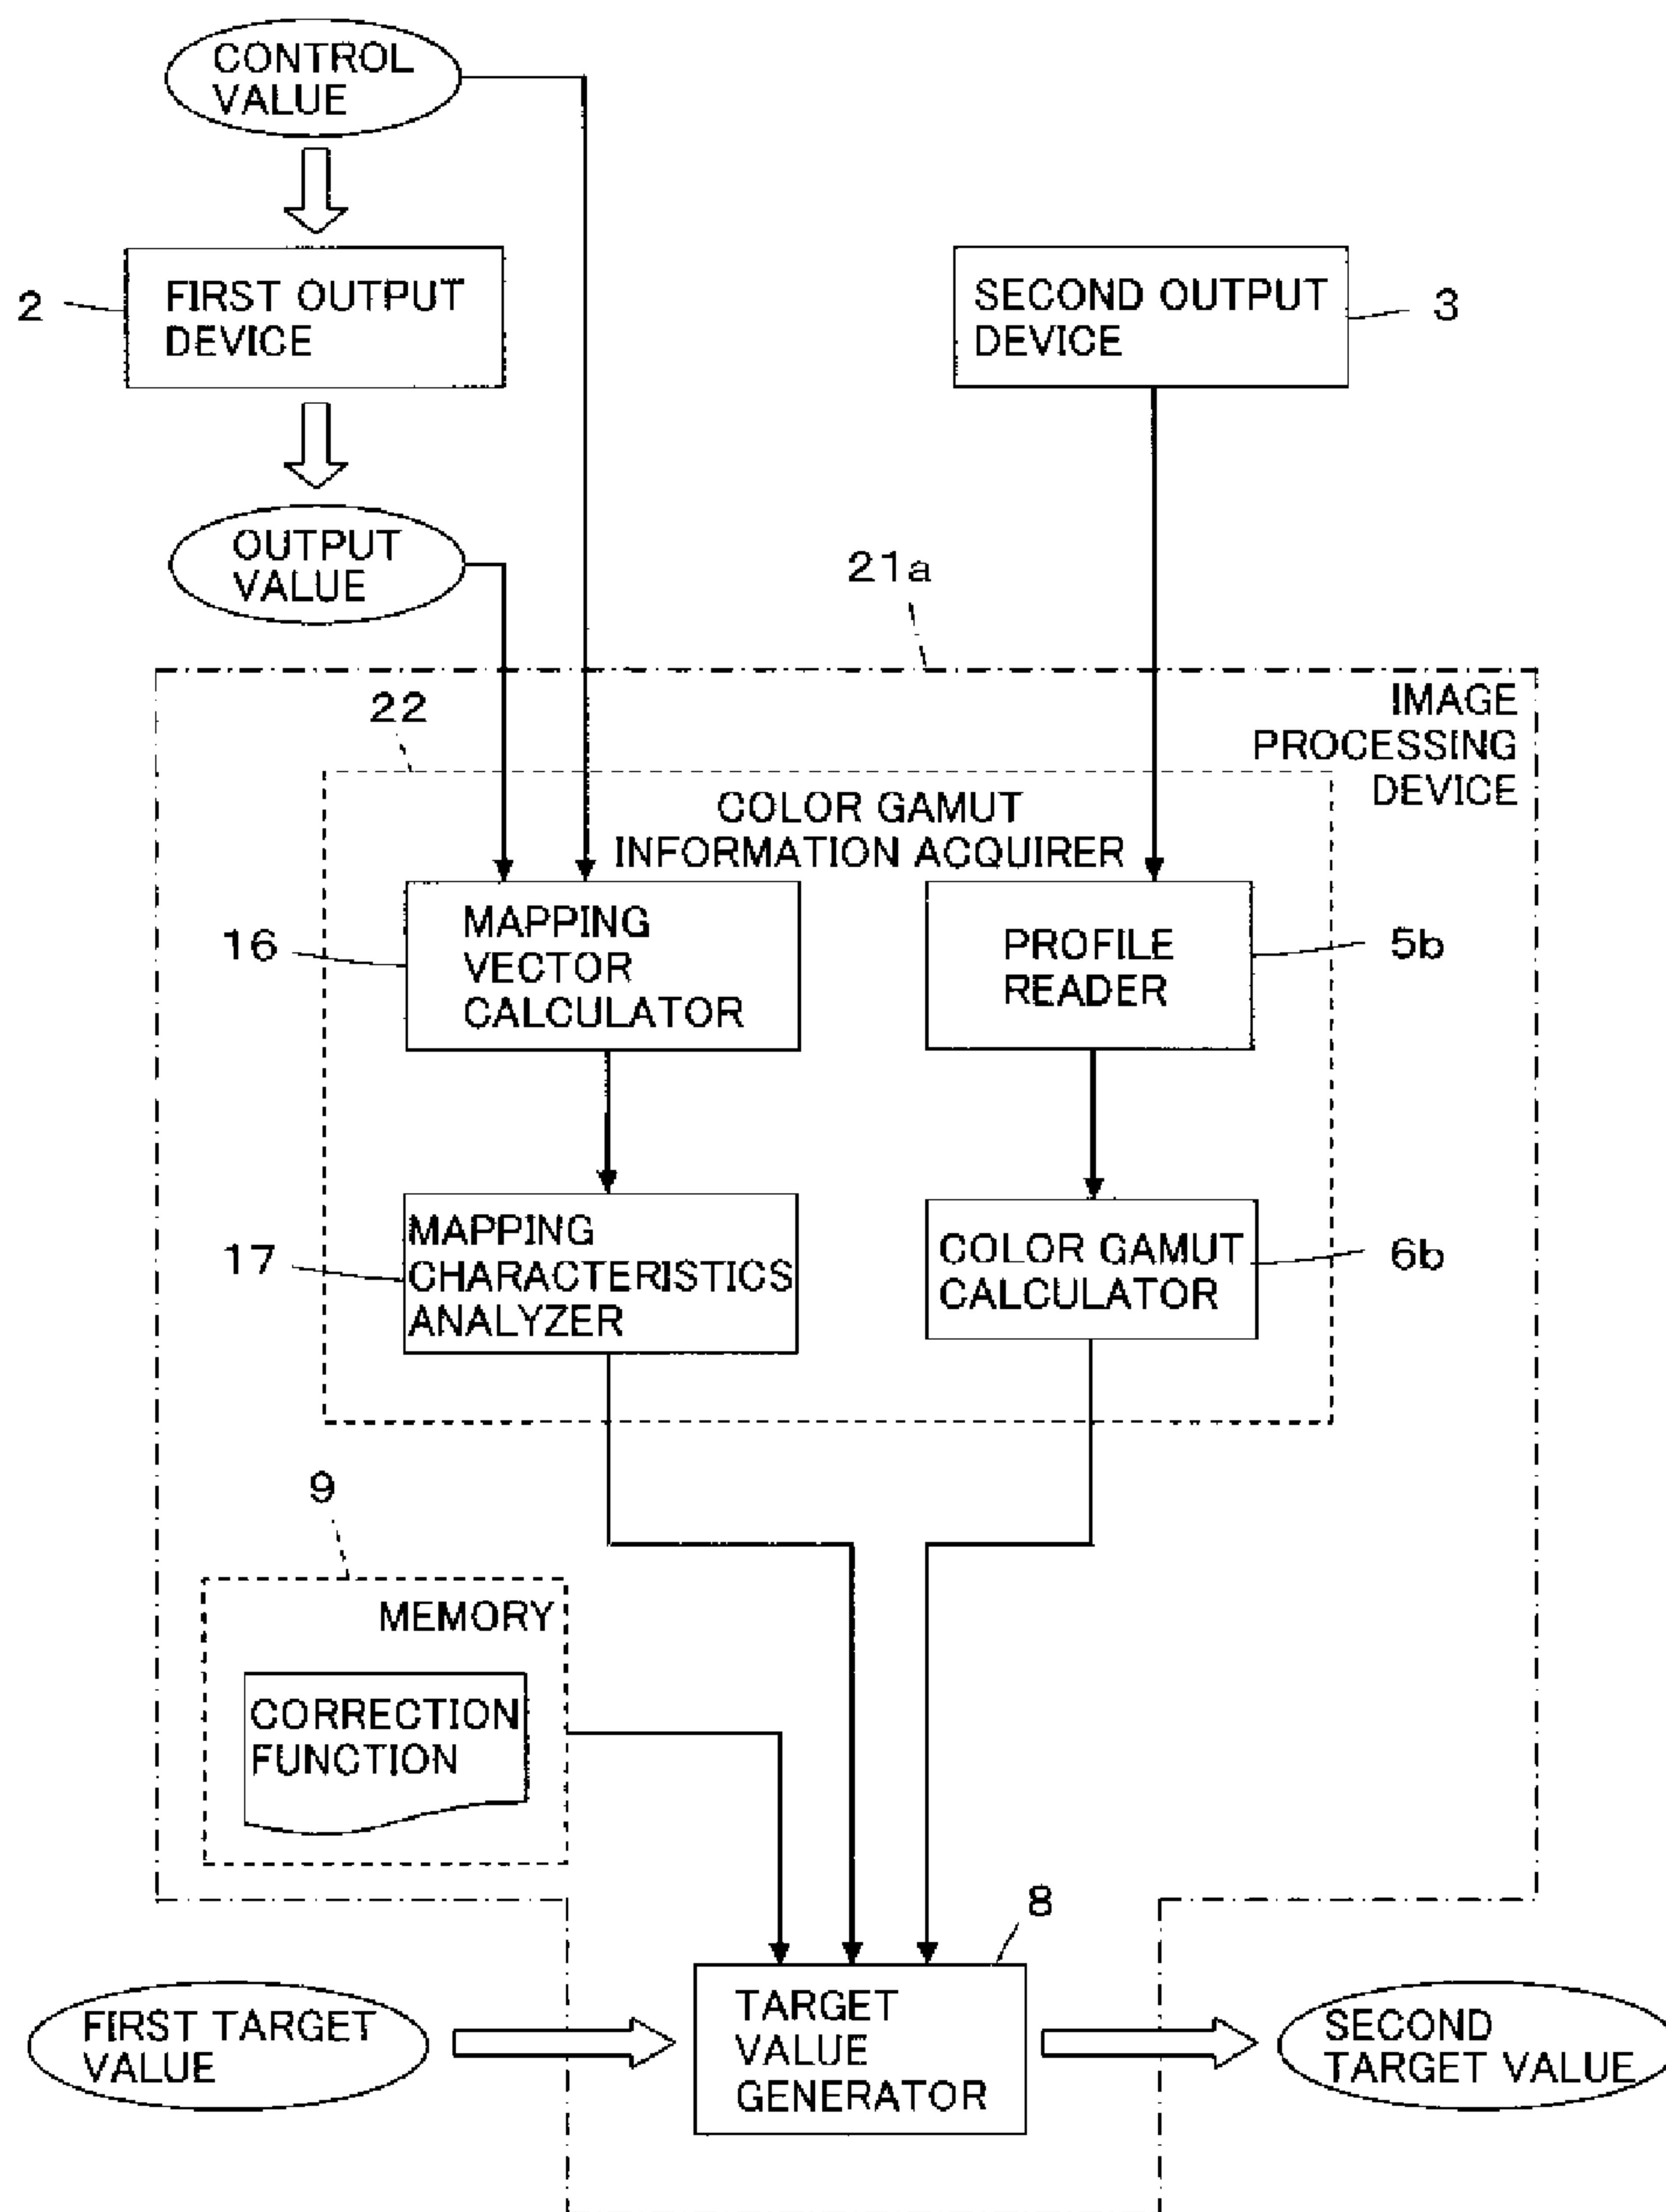 CONTROL
VALUE
2
FIRST OUTPUT
DEVICE
SECOND OUTPUT
DEVICE
3
OUTPUT
VALUE
21a
IMAGE
PROCESSING
DEVICE
22
COLOR GAMUT
INFORMATION ACQUIRER
16
MAPPING
VECTOR
CALCULATOR
PROFILE
READER
5b
17
MAPPING
CHARACTERISTICS
ANALYZER
COLOR GAMUT
CALCULATOR
6b
9
MEMORY
CORRECTION
FUNCTION
8
FIRST TARGET
VALUE
TARGET
VALUE
GENERATOR
SECOND
TARGET VALUE